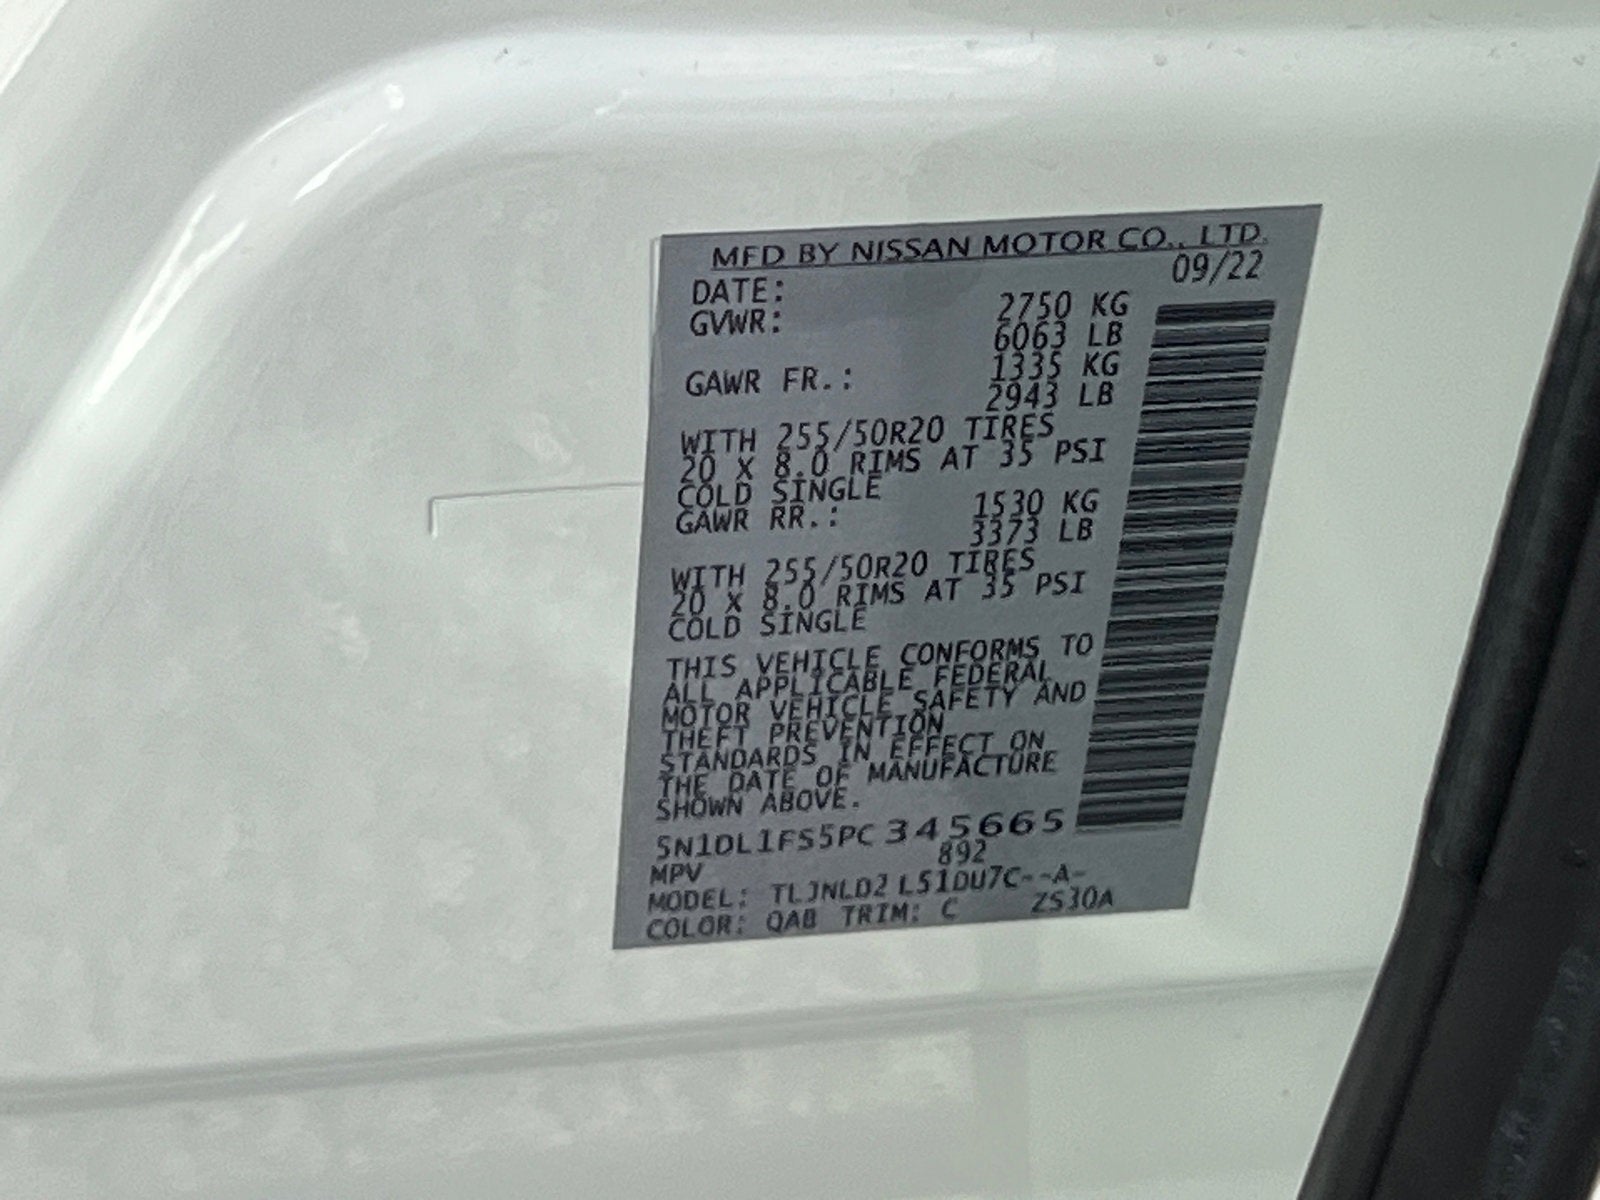 MFD BY NISSAN MOTOR CO., LTD.
DATE: 09/22
GVWR: 2750 KG
6063 LB
GAWR FR.: 1335 KG
2943 LB
WITH 255/50R20 TIRES
20 X 8.0 RIMS AT 35 PSI
COLD SINGLE
GAWR RR.: 1530 KG
3373 LB
WITH 255/50R20 TIRES
20 X 8.0 RIMS AT 35 PSI
COLD SINGLE
THIS VEHICLE CONFORMS TO
ALL APPLICABLE FEDERAL
MOTOR VEHICLE SAFETY AND
THEFT PREVENTION
STANDARDS IN EFFECT ON
THE DATE OF MANUFACTURE
SHOWN ABOVE.
5N1DL1FS5PC345665
892
MPV
MODEL: TLJNLD2 L51DU7C--A-
COLOR: QAB TRIM: C ZS30A